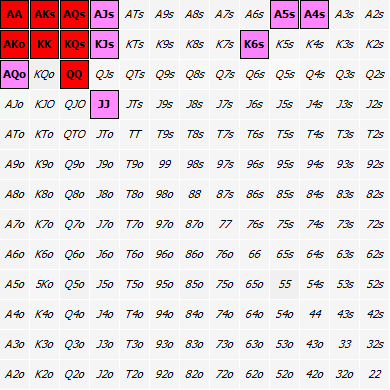 AA AKs AQs AJs ATs A9s A8s A7s A6s A5s A4s A3s A2s
AKo KK KQs KJs KTs K9s K8s K7s K6s K5s K4s K3s K2s
AQo KQo QQ QJs QTs Q9s Q8s Q7s Q6s Q5s Q4s Q3s Q2s
AJo KJO QJO JJ JTs J9s J8s J7s J6s J5s J4s J3s J2s
ATo KTo QTO JTo TT T9s T8s T7s T6s T5s T4s T3s T2s
A9o K9o Q9o J9o T9o 99 98s 97s 96s 95s 94s 93s 92s
A8o K8o Q8o J8o T8o 98o 88 87s 86s 85s 84s 83s 82s
A7o K7o Q7o J7o T7o 97o 87o 77 76s 75s 74s 73s 72s
A6o K6o Q6o J6o T6o 96o 86o 76o 66 65s 64s 63s 62s
A5o 5Ko Q5o J5o T5o 95o 85o 75o 65o 55 54s 53s 52s
A4o K4o Q4o J4o T4o 94o 84o 74o 64o 54o 44 43s 42s
A3o K3o Q3o J3o T3o 93o 83o 73o 63o 53o 43o 33 32s
A2o K2o Q2o J2o T2o 92o 82o 72o 62o 52o 42o 32o 22